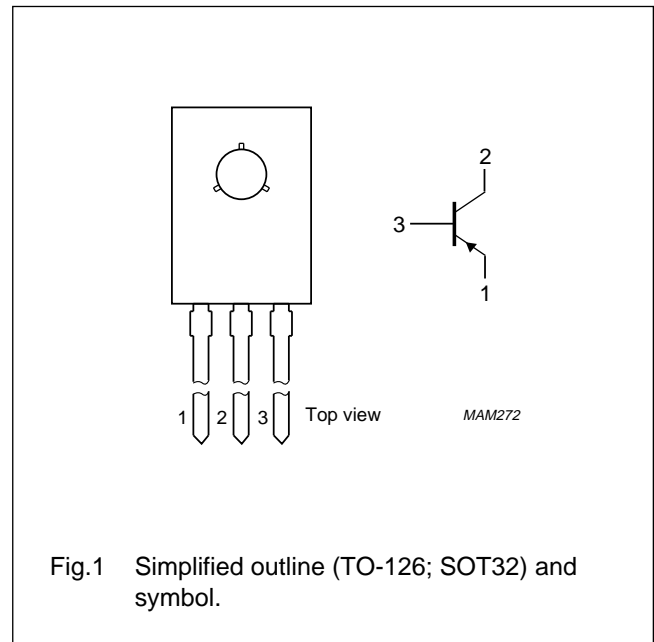 2
3
1
1 2 3 Top view MAM272
Fig.1 Simplified outline (TO-126; SOT32) and
symbol.